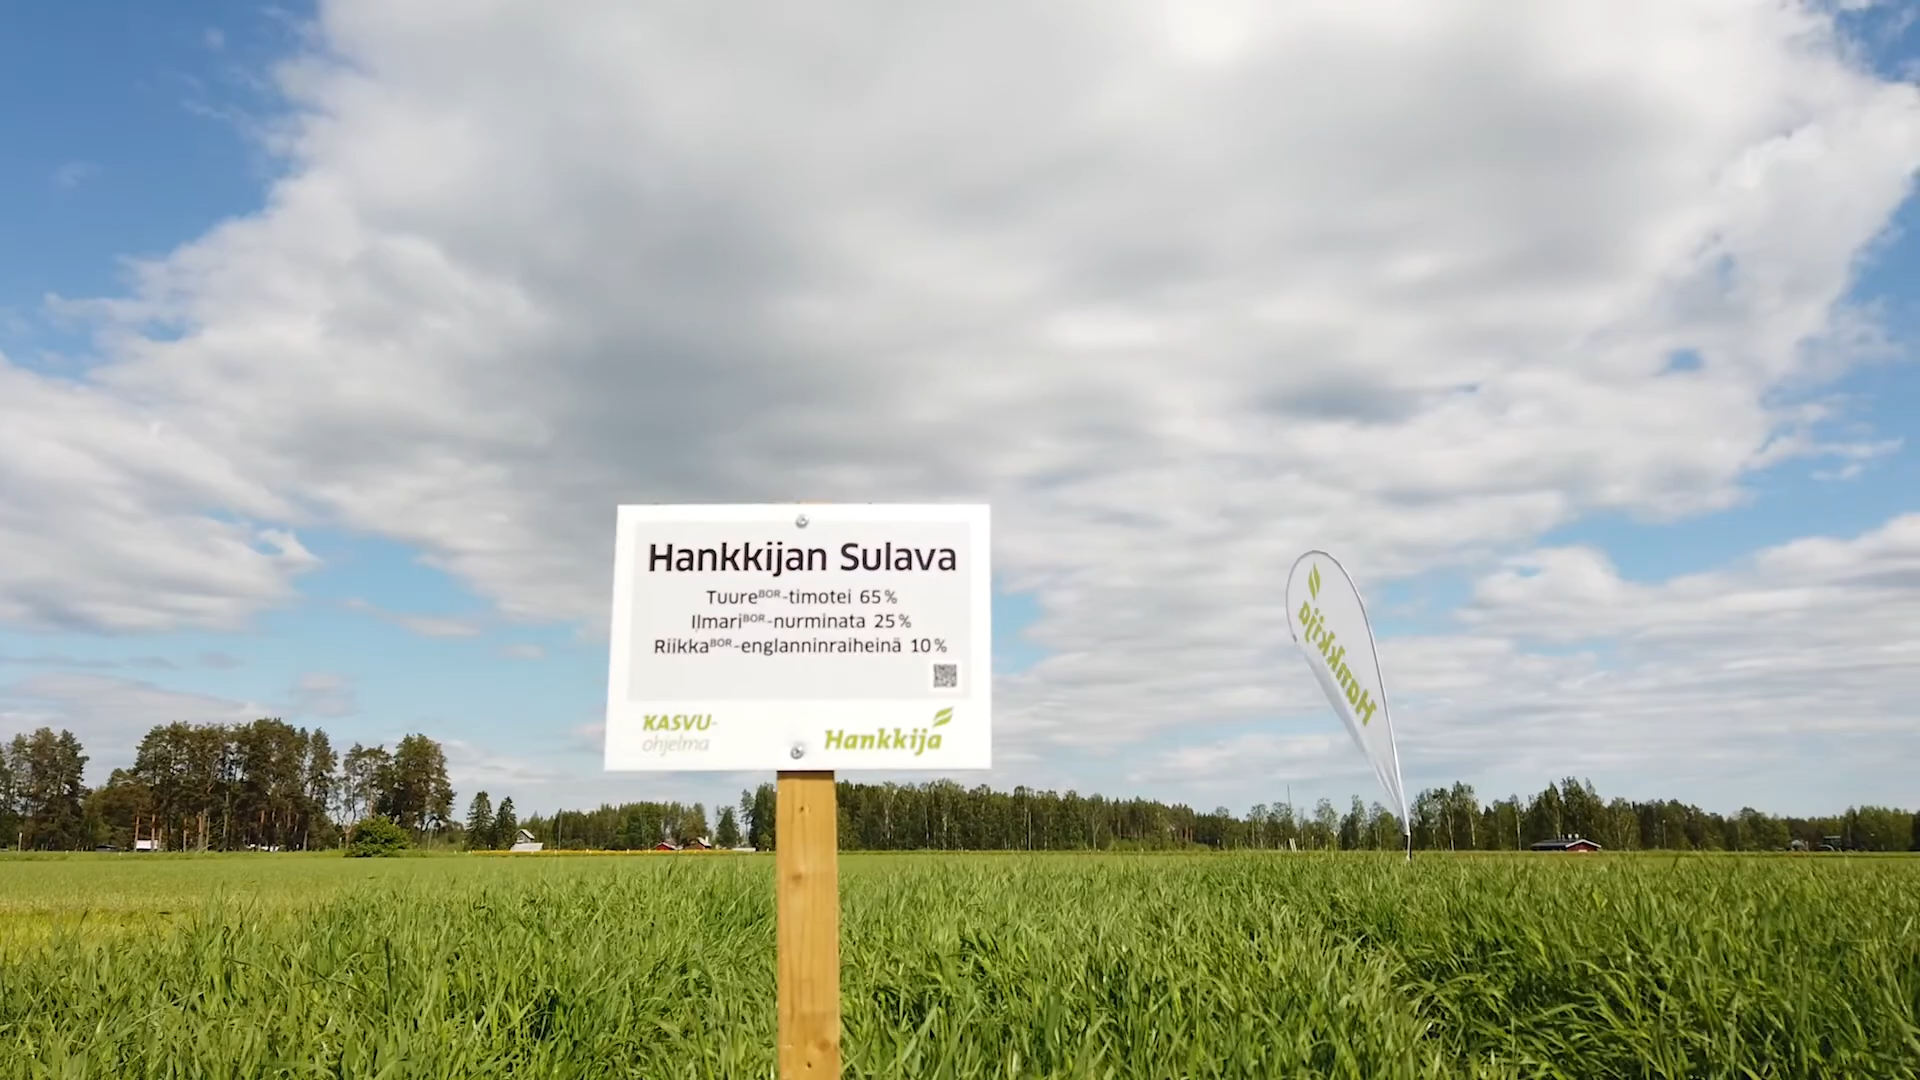 Hankkijan Sulava
Tuureᴮᴼᴿ-timotei 65 %
Ilmariᴮᴼᴿ-nurminata 25 %
Riikkaᴮᴼᴿ-englanninraiheinä 10 %
KASVU-
ohjelma
Hankkija
Hankkija